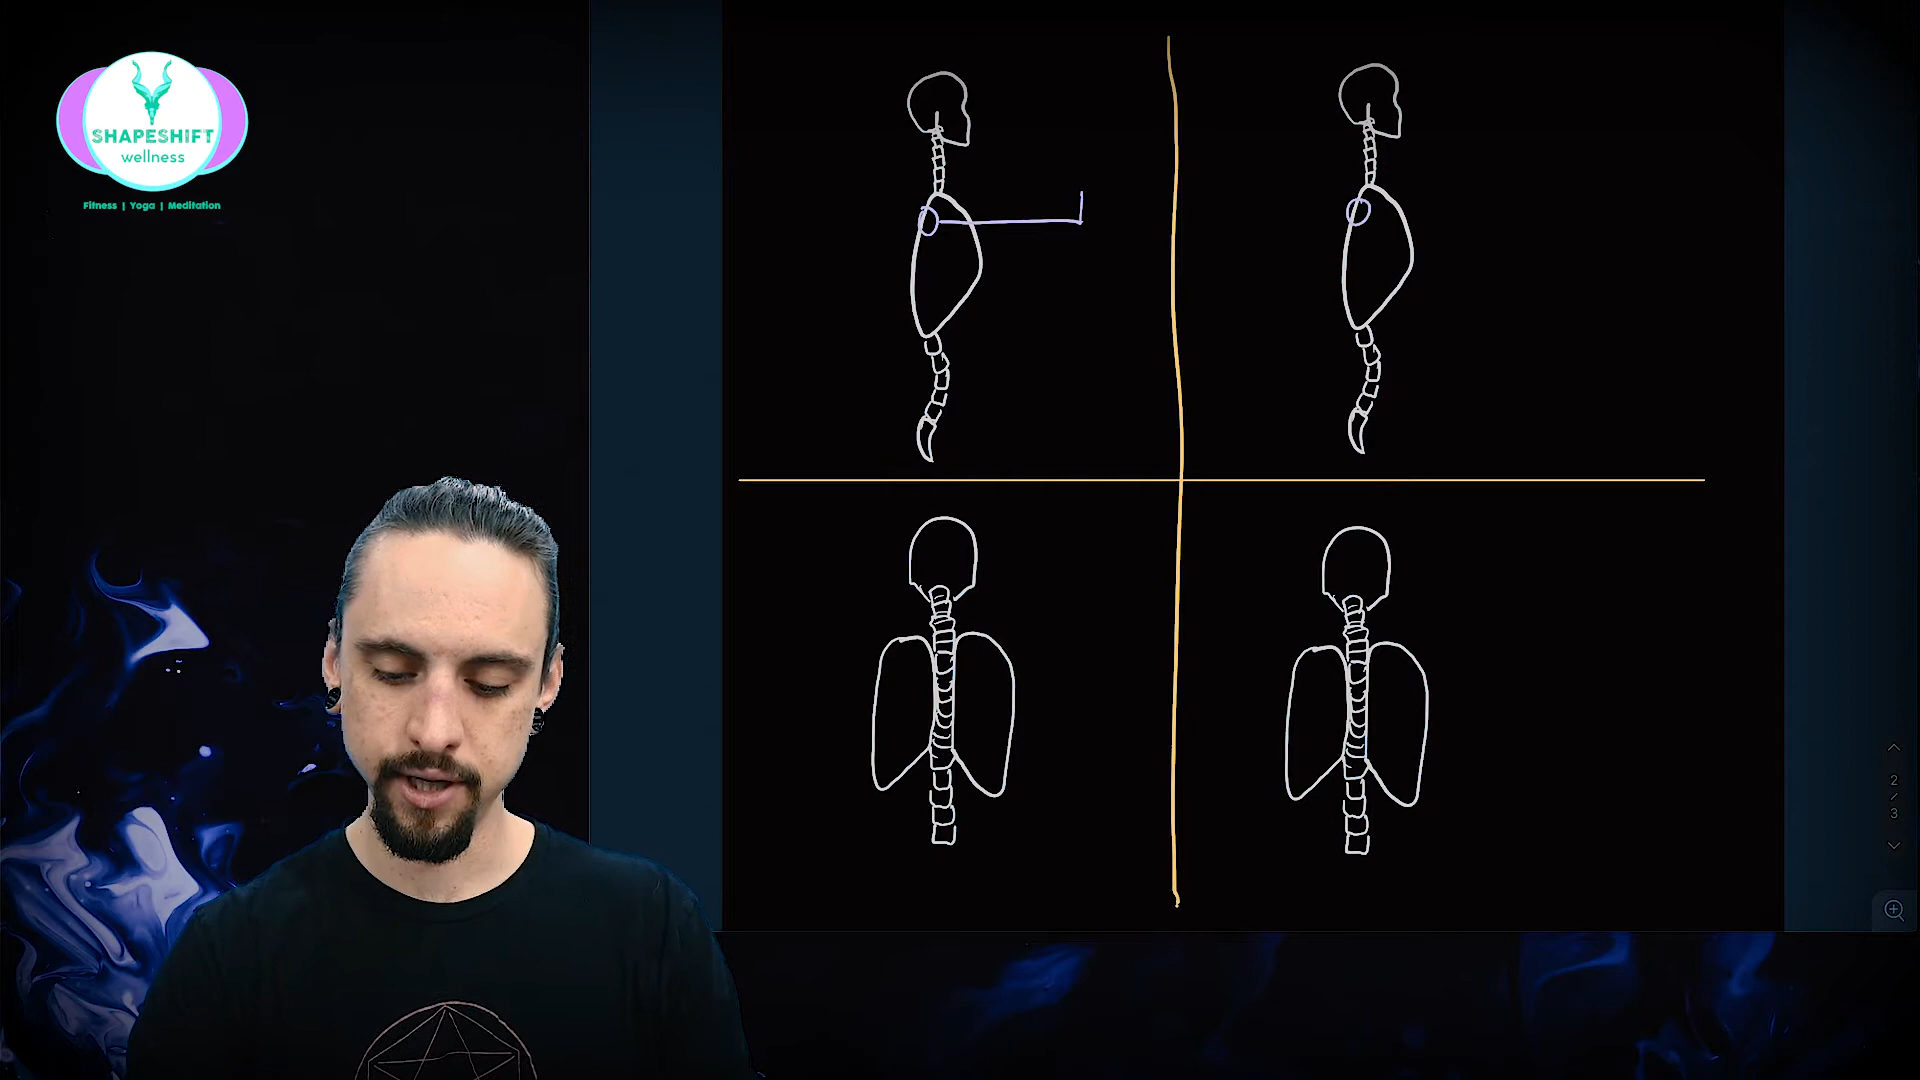 SHAPESHIFT
wellness
Fitness | Yoga | Meditation
2
/
3